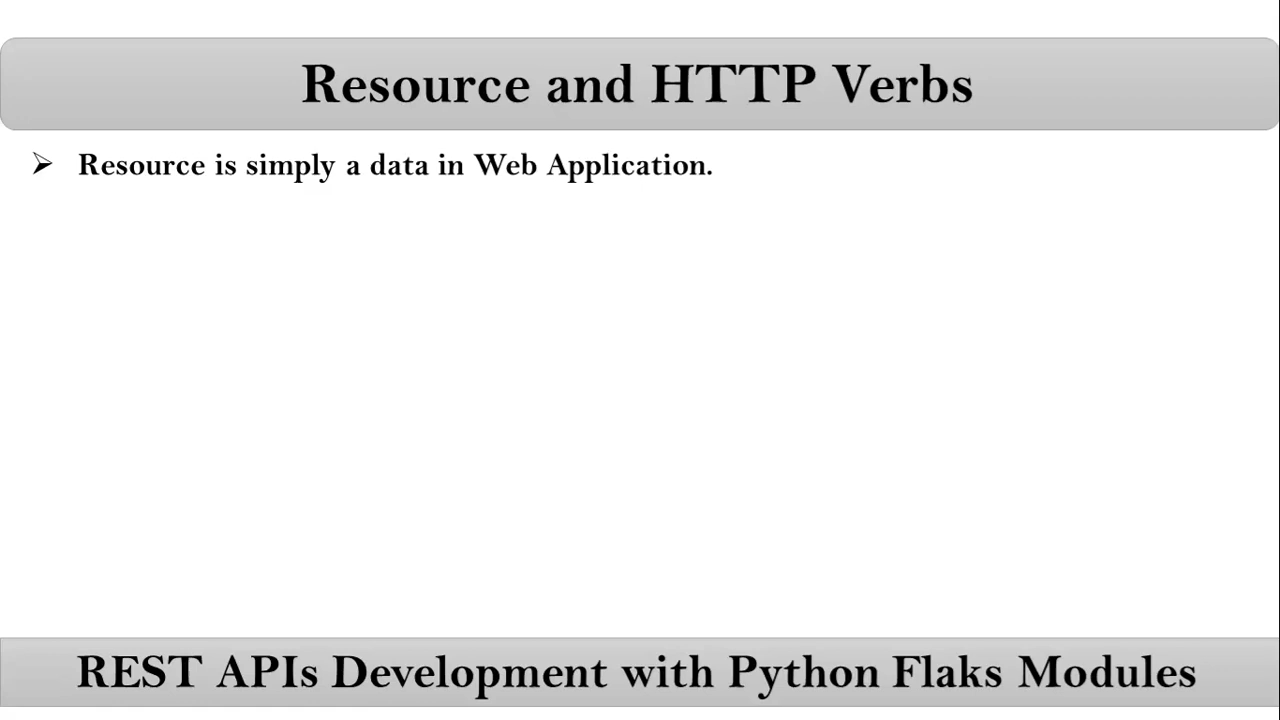 Resource and HTTP Verbs
Resource is simply a data in Web Application.
REST APIs Development with Python Flaks Modules